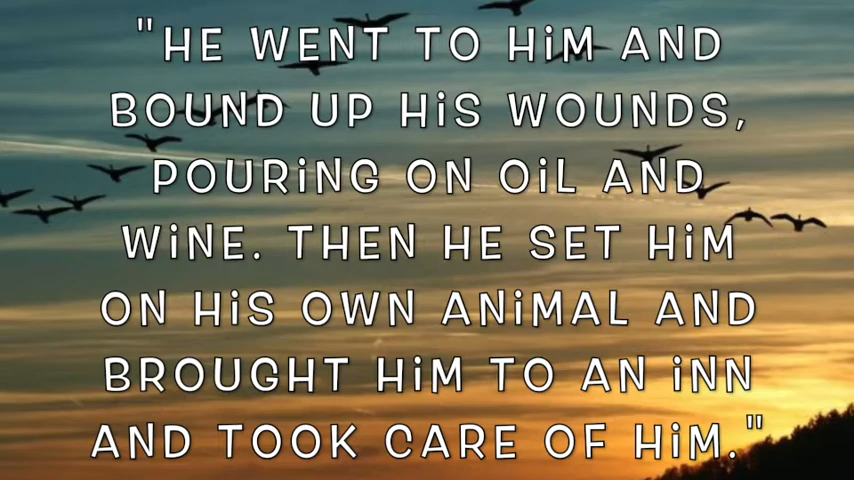 "HE WENT TO HiM AND
BOUND UP HiS WOUNDS,
POURiNG ON OiL AND
WiNE. THEN HE SET HiM
ON HiS OWN ANiMAL AND
BROUGHT HiM TO AN iNN
AND TOOK CARE OF HiM."